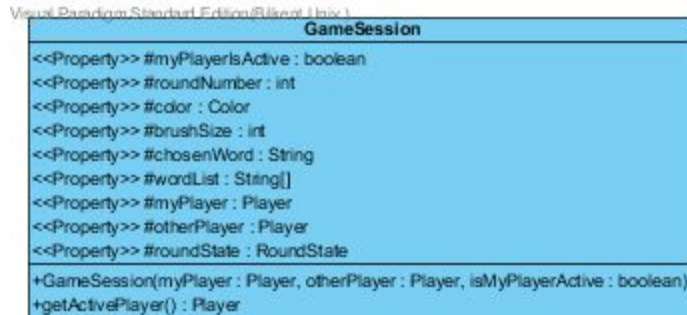 Visual Paradigm Standard Edition(Bilkent Univ.)
GameSession
<<Property>> #myPlayerIsActive : boolean
<<Property>> #roundNumber : int
<<Property>> #color : Color
<<Property>> #brushSize : int
<<Property>> #chosenWord : String
<<Property>> #wordList : String[]
<<Property>> #myPlayer : Player
<<Property>> #otherPlayer : Player
<<Property>> #roundState : RoundState
+GameSession(myPlayer : Player, otherPlayer : Player, isMyPlayerActive : boolean)
+getActivePlayer() : Player